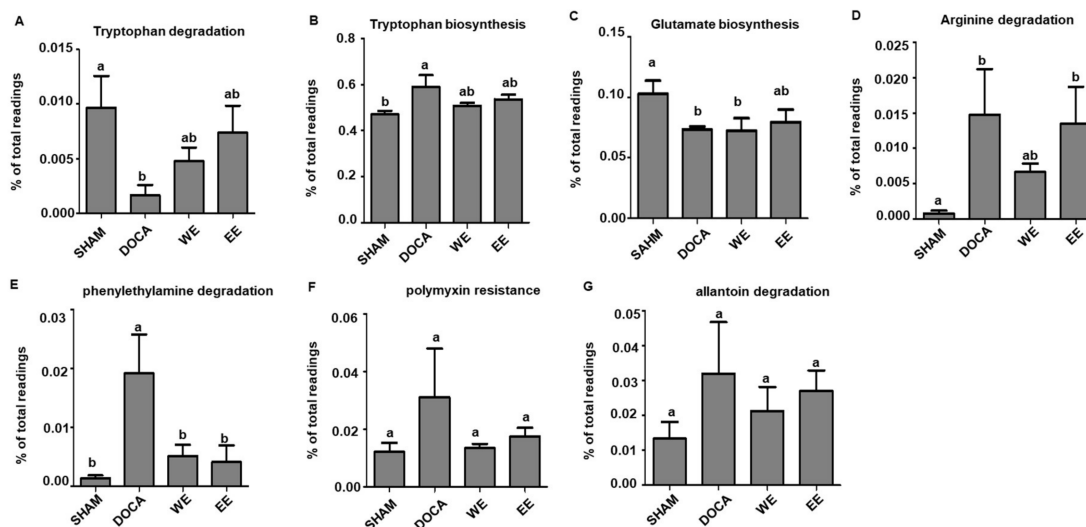 A
Tryptophan degradation
% of total readings
0.015
0.010
0.005
0.000
a
b
ab
ab
SHAM
DOCA
WE
EE
B
Tryptophan biosynthesis
% of total readings
0.8
0.6
0.4
0.2
0.0
b
a
ab
ab
SHAM
DOCA
WE
EE
C
Glutamate biosynthesis
% of total readings
0.15
0.10
0.05
0.00
a
b
b
ab
SAHM
DOCA
WE
EE
D
Arginine degradation
% of total readings
0.025
0.020
0.015
0.010
0.005
0.000
a
b
ab
b
SHAM
DOCA
WE
EE
E
phenylethylamine degradation
% of total readings
0.03
0.02
0.01
0.00
b
a
b
b
SHAM
DOCA
WE
EE
F
polymyxin resistance
% of total readings
0.06
0.04
0.02
0.00
a
a
a
a
SHAM
DOCA
WE
EE
G
allantoin degradation
% of total readings
0.05
0.04
0.03
0.02
0.01
0.00
a
a
a
a
SHAM
DOCA
WE
EE